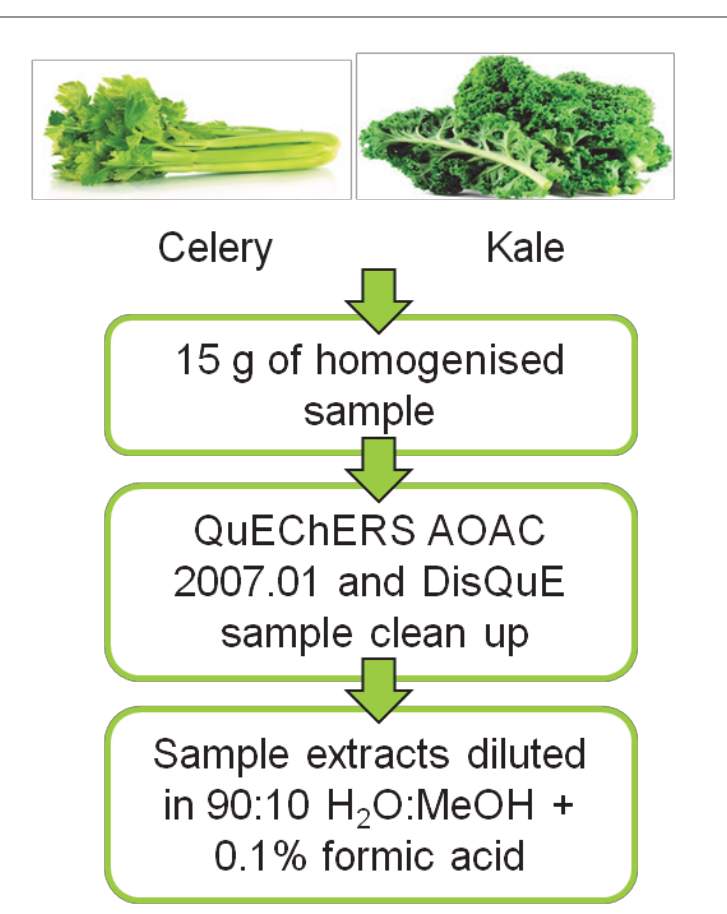 Celery Kale
15 g of homogenised
sample
QuEChERS AOAC
2007.01 and DisQuE
sample clean up
Sample extracts diluted
in 90:10 H₂O:MeOH +
0.1% formic acid